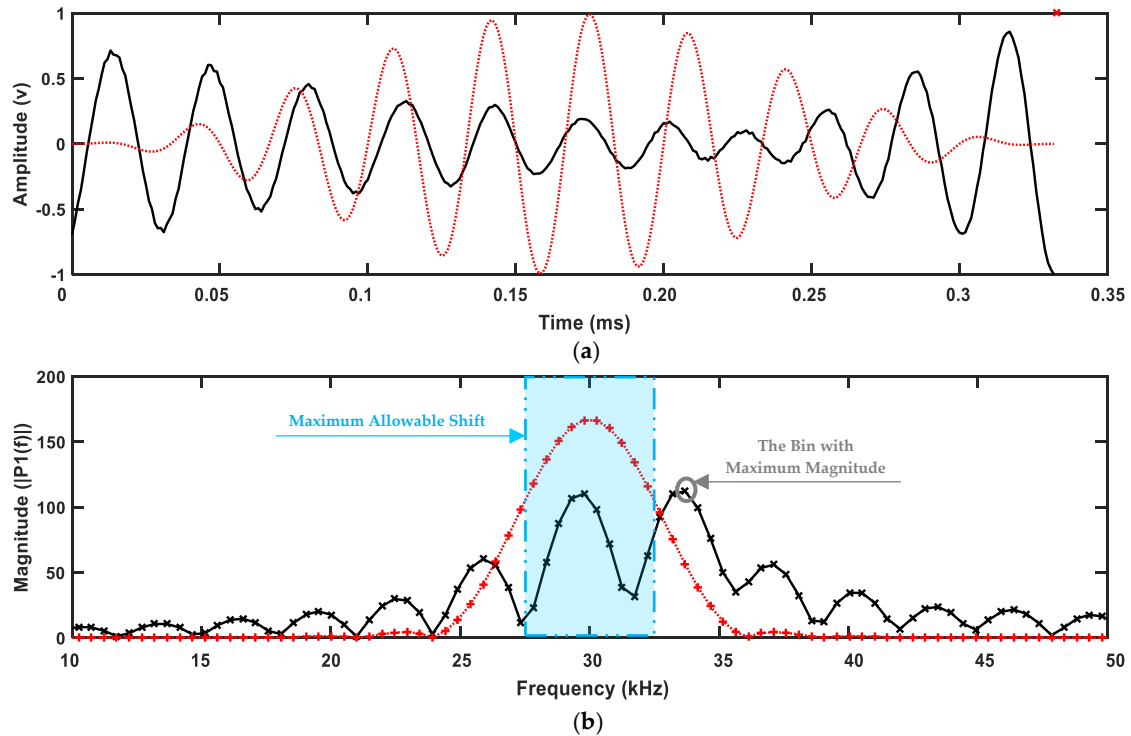 1
0.5
0
-0.5
-1
Amplitude (v)
0 0.05 0.1 0.15 0.20 0.25 0.3 0.35
Time (ms)
(a)
200
150
100
50
0
Magnitude (|P1(f)|)
Maximum Allowable Shift
The Bin with
Maximum Magnitude
10 15 20 25 30 35 40 45 50
Frequency (kHz)
(b)